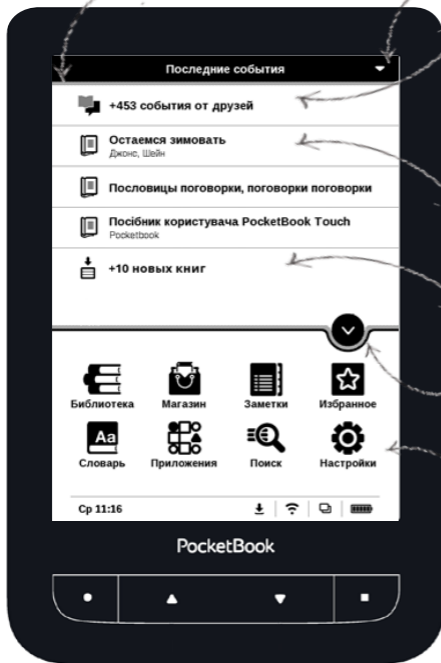 Последние события
+453 события от друзей
Остаемся зимовать
Джонс, Шейн
Пословицы поговорки, поговорки поговорки
Посібник користувача PocketBook Touch
Pocketbook
+10 новых книг
Библиотека Магазин Заметки Избранное
Aa
Словарь Приложения Поиск Настройки
Ср 11:16
PocketBook